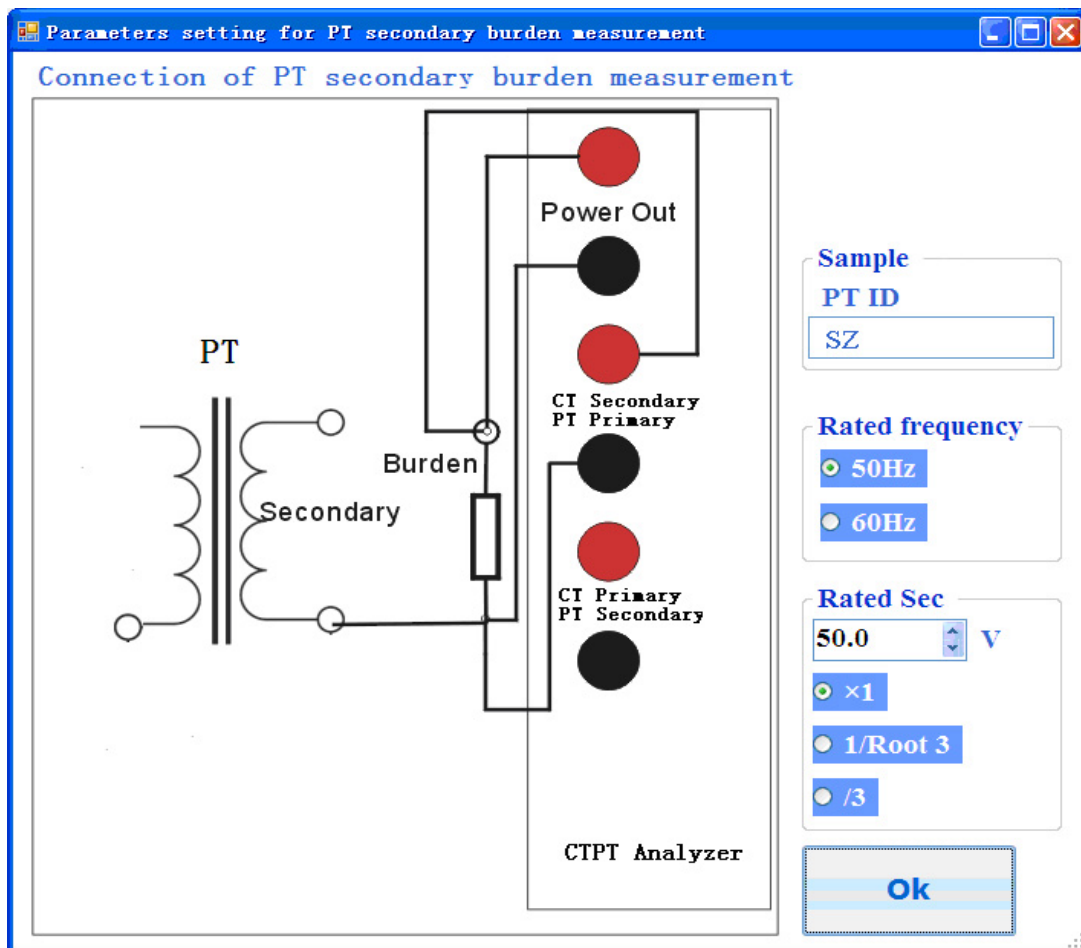 Parameters setting for PT secondary burden measurement
Connection of PT secondary burden measurement
Power Out
PT
CT Secondary
PT Primary
Burden
Secondary
CT Primary
PT Secondary
CTPT Analyzer
Sample
PT ID
SZ
Rated frequency
50Hz
60Hz
Rated Sec
50.0 V
×1
1/Root 3
/3
Ok